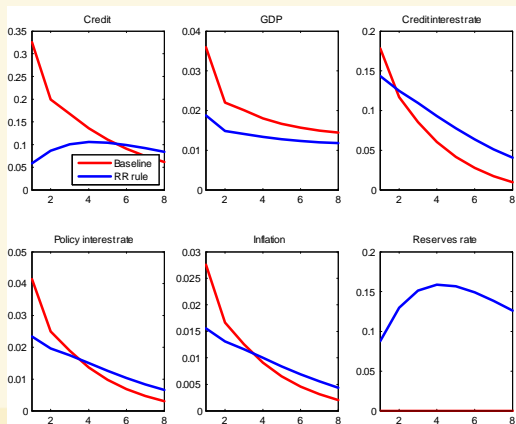 Credit
0.35
0.3
0.25
0.2
0.15
0.1
0.05
0
2 4 6 8
Baseline
RR rule
GDP
0.04
0.03
0.02
0.01
0
2 4 6 8
Credit interest rate
0.2
0.15
0.1
0.05
0
2 4 6 8
Policy interest rate
0.05
0.04
0.03
0.02
0.01
0
2 4 6 8
Inflation
0.03
0.025
0.02
0.015
0.01
0.005
0
2 4 6 8
Reserves rate
0.2
0.15
0.1
0.05
0
2 4 6 8